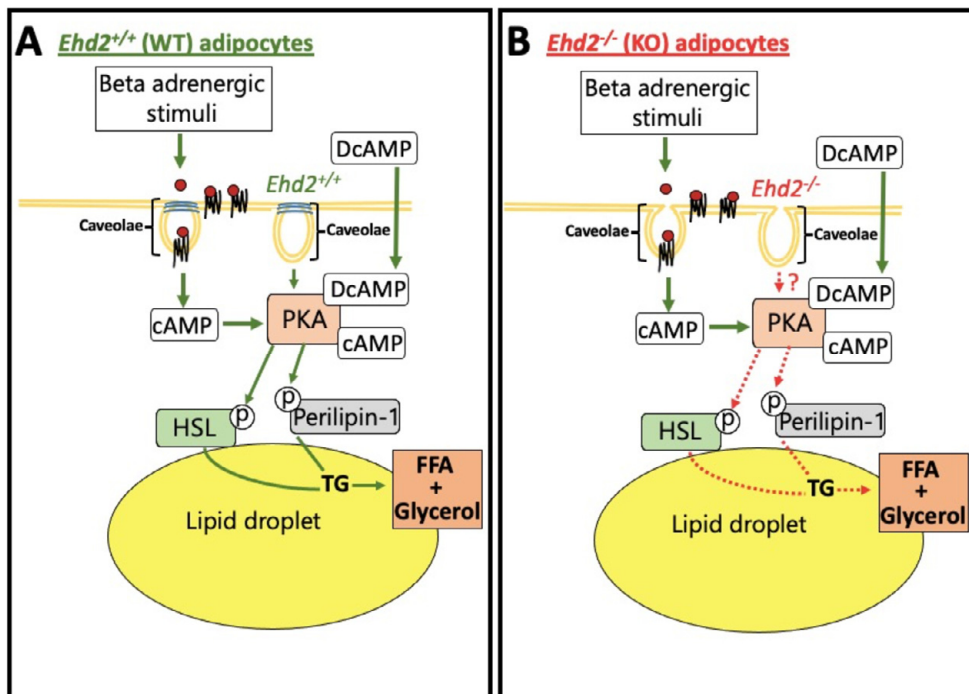 A
Ehd2+/+ (WT) adipocytes
Beta adrenergic
stimuli
DcAMP
Ehd2+/+
Caveolae
Caveolae
DcAMP
cAMP
PKA
cAMP
p
p
HSL
Perilipin-1
TG
FFA
+
Glycerol
Lipid droplet
B
Ehd2-/- (KO) adipocytes
Beta adrenergic
stimuli
DcAMP
Ehd2-/-
Caveolae
Caveolae
?
DcAMP
cAMP
PKA
cAMP
p
p
HSL
Perilipin-1
TG
FFA
+
Glycerol
Lipid droplet